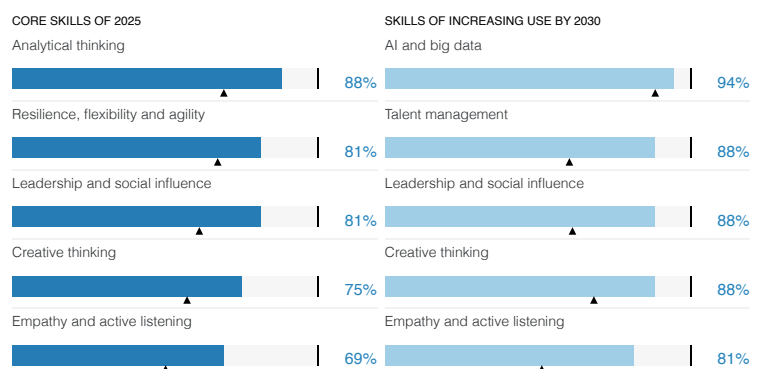 CORE SKILLS OF 2025
Analytical thinking
88%
Resilience, flexibility and agility
81%
Leadership and social influence
81%
Creative thinking
75%
Empathy and active listening
69%
SKILLS OF INCREASING USE BY 2030
AI and big data
94%
Talent management
88%
Leadership and social influence
88%
Creative thinking
88%
Empathy and active listening
81%